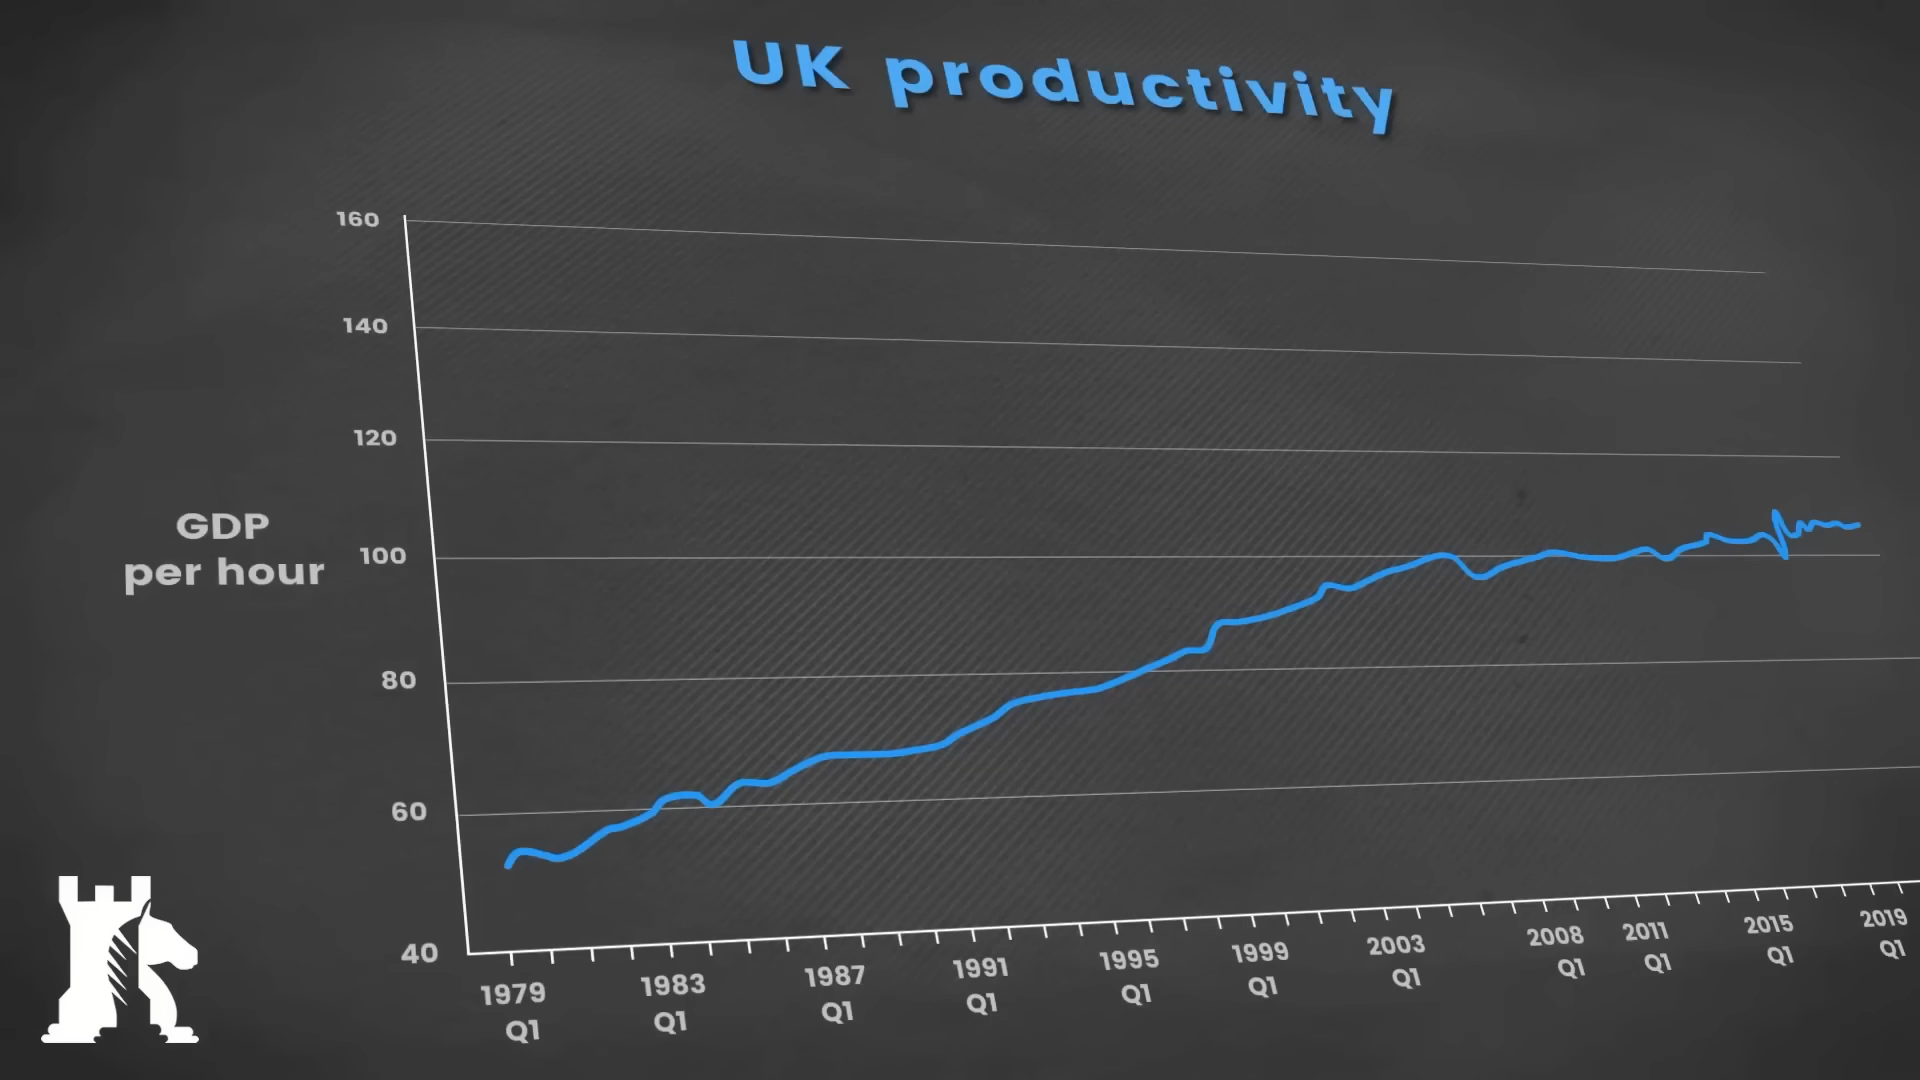 UK productivity
160
140
120
GDP
per hour
100
80
60
40
1979 Q1
1983 Q1
1987 Q1
1991 Q1
1995 Q1
1999 Q1
2003 Q1
2008 Q1
2011 Q1
2015 Q1
2019 Q1